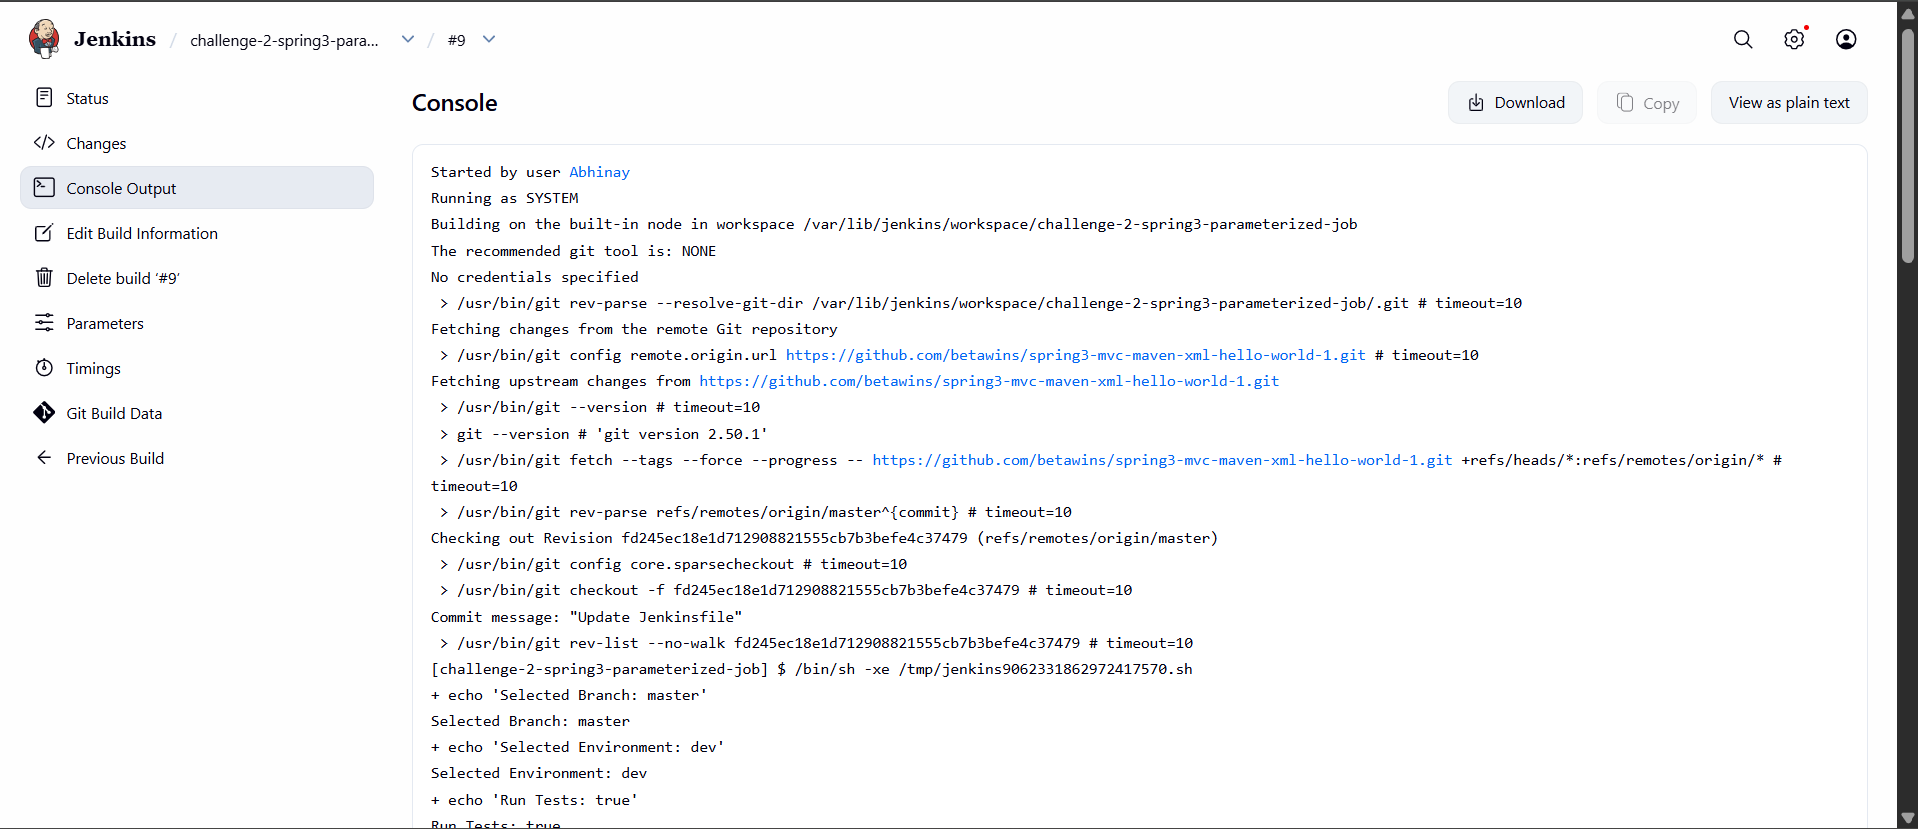 Jenkins / challenge-2-spring3-para... / #9
Status
Changes
Console Output
Edit Build Information
Delete build ‘#9’
Parameters
Timings
Git Build Data
Previous Build
Console
Download
Copy
View as plain text
Started by user Abhinay
Running as SYSTEM
Building on the built-in node in workspace /var/lib/jenkins/workspace/challenge-2-spring3-parameterized-job
The recommended git tool is: NONE
No credentials specified
> /usr/bin/git rev-parse --resolve-git-dir /var/lib/jenkins/workspace/challenge-2-spring3-parameterized-job/.git # timeout=10
Fetching changes from the remote Git repository
> /usr/bin/git config remote.origin.url https://github.com/betawins/spring3-mvc-maven-xml-hello-world-1.git # timeout=10
Fetching upstream changes from https://github.com/betawins/spring3-mvc-maven-xml-hello-world-1.git
> /usr/bin/git --version # timeout=10
> git --version # 'git version 2.50.1'
> /usr/bin/git fetch --tags --force --progress -- https://github.com/betawins/spring3-mvc-maven-xml-hello-world-1.git +refs/heads/*:refs/remotes/origin/* #
timeout=10
> /usr/bin/git rev-parse refs/remotes/origin/master^{commit} # timeout=10
Checking out Revision fd245ec18e1d712908821555cb7b3befe4c37479 (refs/remotes/origin/master)
> /usr/bin/git config core.sparsecheckout # timeout=10
> /usr/bin/git checkout -f fd245ec18e1d712908821555cb7b3befe4c37479 # timeout=10
Commit message: "Update Jenkinsfile"
> /usr/bin/git rev-list --no-walk fd245ec18e1d712908821555cb7b3befe4c37479 # timeout=10
[challenge-2-spring3-parameterized-job] $ /bin/sh -xe /tmp/jenkins9062331862972417570.sh
+ echo 'Selected Branch: master'
Selected Branch: master
+ echo 'Selected Environment: dev'
Selected Environment: dev
+ echo 'Run Tests: true'
Run Tests: true